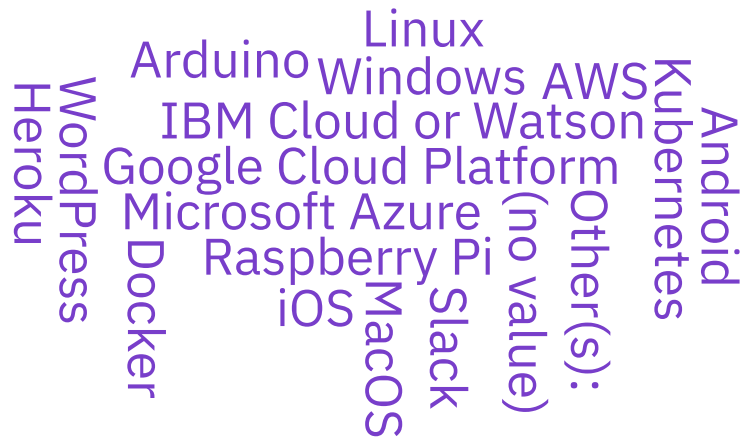 Linux
Arduino
Windows
AWS
IBM Cloud or Watson
Google Cloud Platform
Microsoft Azure
Raspberry Pi
iOS
Heroku
WordPress
Docker
MacOS
Slack
(no value)
Other(s):
Kubernetes
Android